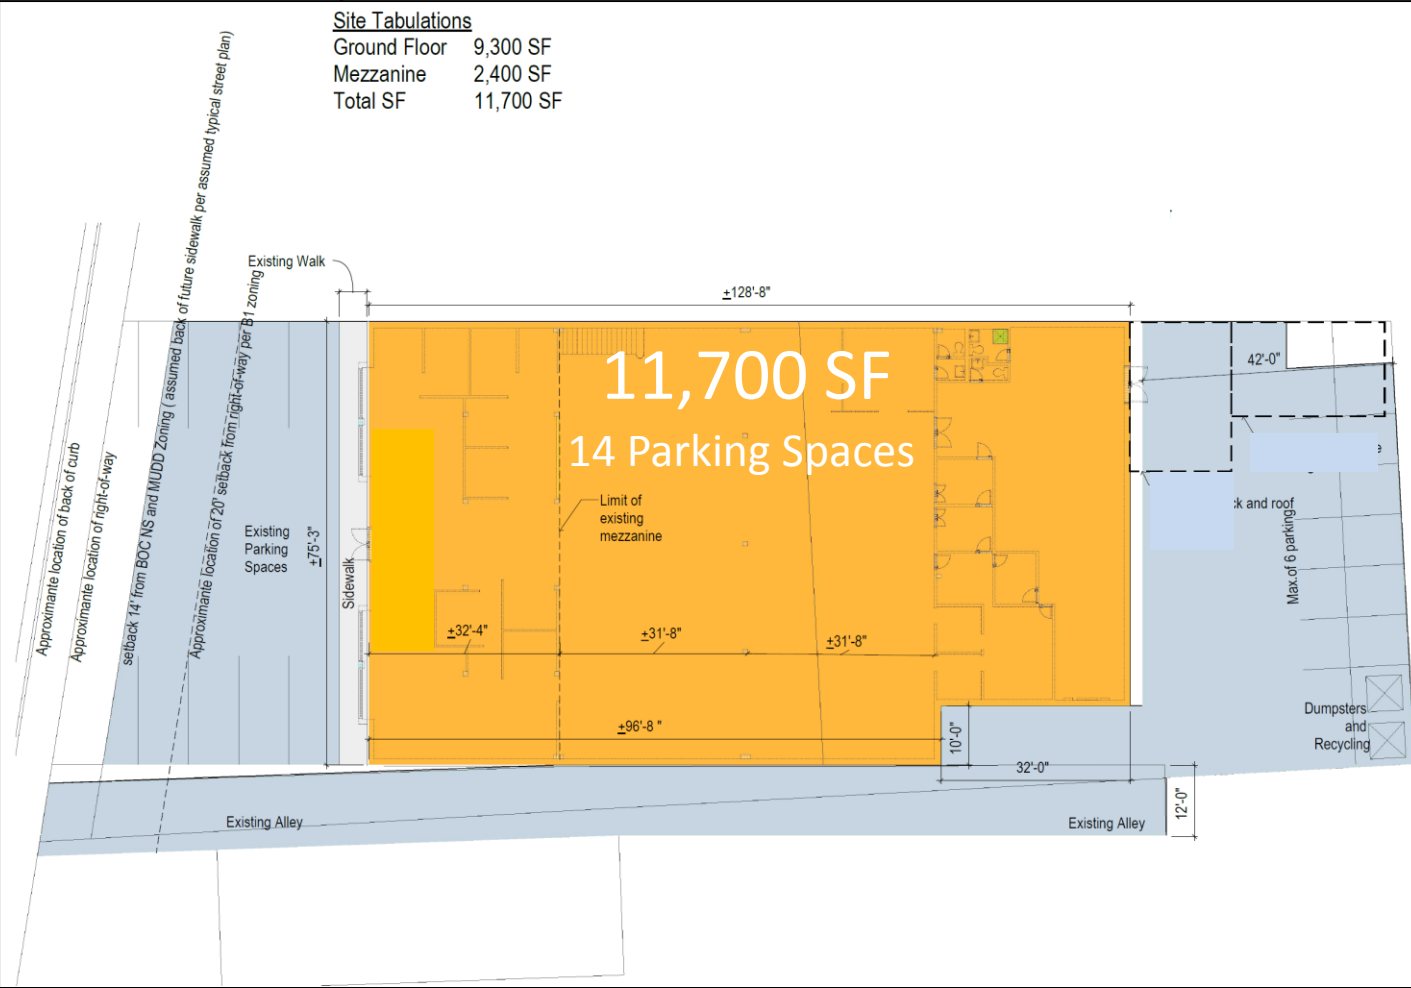 Site Tabulations
Ground Floor 9,300 SF
Mezzanine 2,400 SF
Total SF 11,700 SF
setback 14' from BOC NS and MUDD Zoning ( assumed back of future sidewalk per assumed typical street plan)
Approximante location of 20' setback from right-of-way per B1 zoning
Approximante location of back of curb
Approximante location of right-of-way
Existing Walk
+128'-8"
11,700 SF
14 Parking Spaces
42'-0"
Limit of
existing
mezzanine
Existing
Parking
Spaces
+75'-3"
Sidewalk
ck and roof
Max.of 6 parking
+32'-4"
+31'-8"
+31'-8"
+96'-8 "
10'-0"
32'-0"
12'-0"
Dumpsters
and
Recycling
Existing Alley
Existing Alley